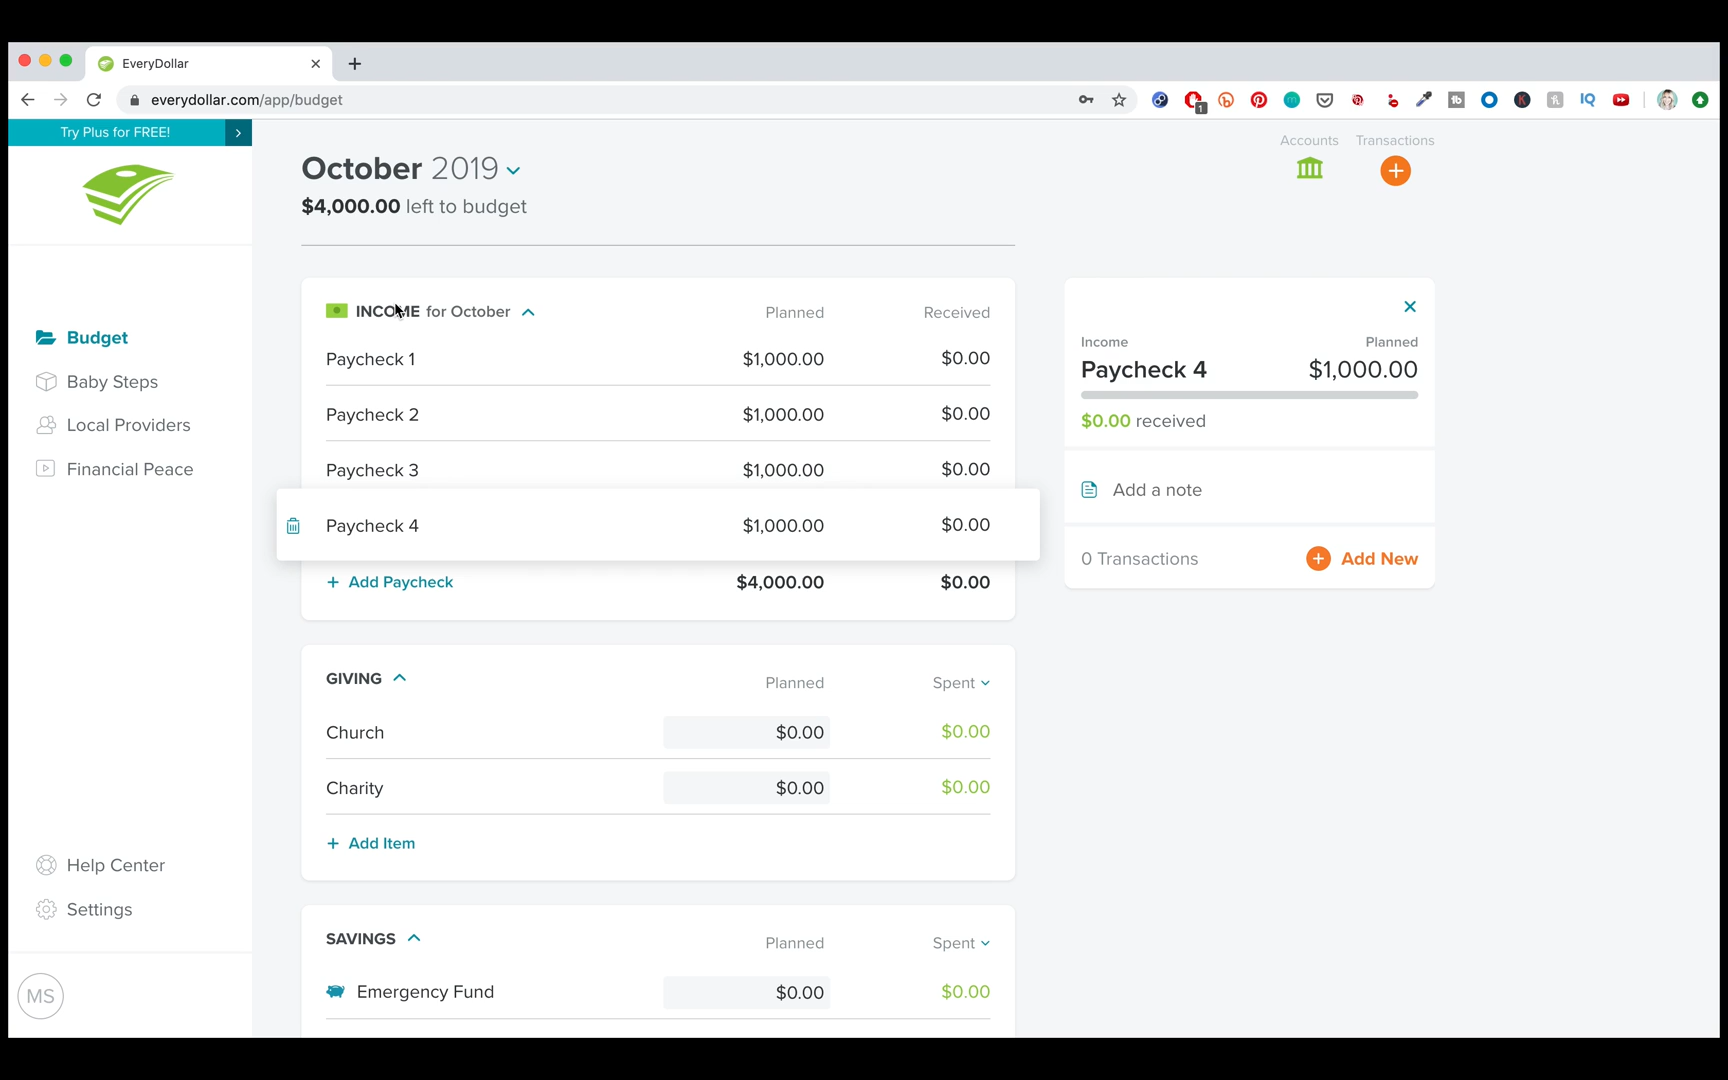 EveryDollar
everydollar.com/app/budget
1
IQ
Try Plus for FREE!
October 2019
$4,000.00 left to budget
Accounts
Transactions
Budget
Baby Steps
Local Providers
Financial Peace
Help Center
Settings
MS
INCOME for October Planned Received
Paycheck 1 $1,000.00 $0.00
Paycheck 2 $1,000.00 $0.00
Paycheck 3 $1,000.00 $0.00
Paycheck 4 $1,000.00 $0.00
+ Add Paycheck $4,000.00 $0.00
GIVING Planned Spent
Church $0.00 $0.00
Charity $0.00 $0.00
+ Add Item
SAVINGS Planned Spent
Emergency Fund $0.00 $0.00
Income Planned
Paycheck 4 $1,000.00
$0.00 received
Add a note
0 Transactions + Add New